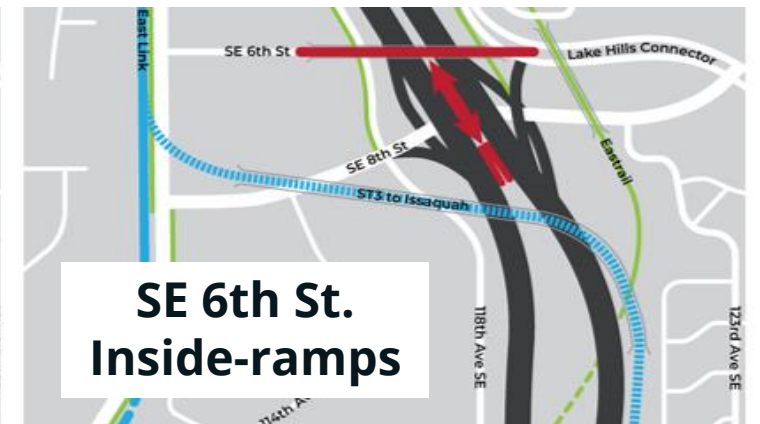 East Link
SE 6th St
Lake Hills Connector
SE 8th St
Eastrail
ST3 to Issaquah
SE 6th St.
Inside-ramps
118th Ave SE
123rd Ave SE
114th